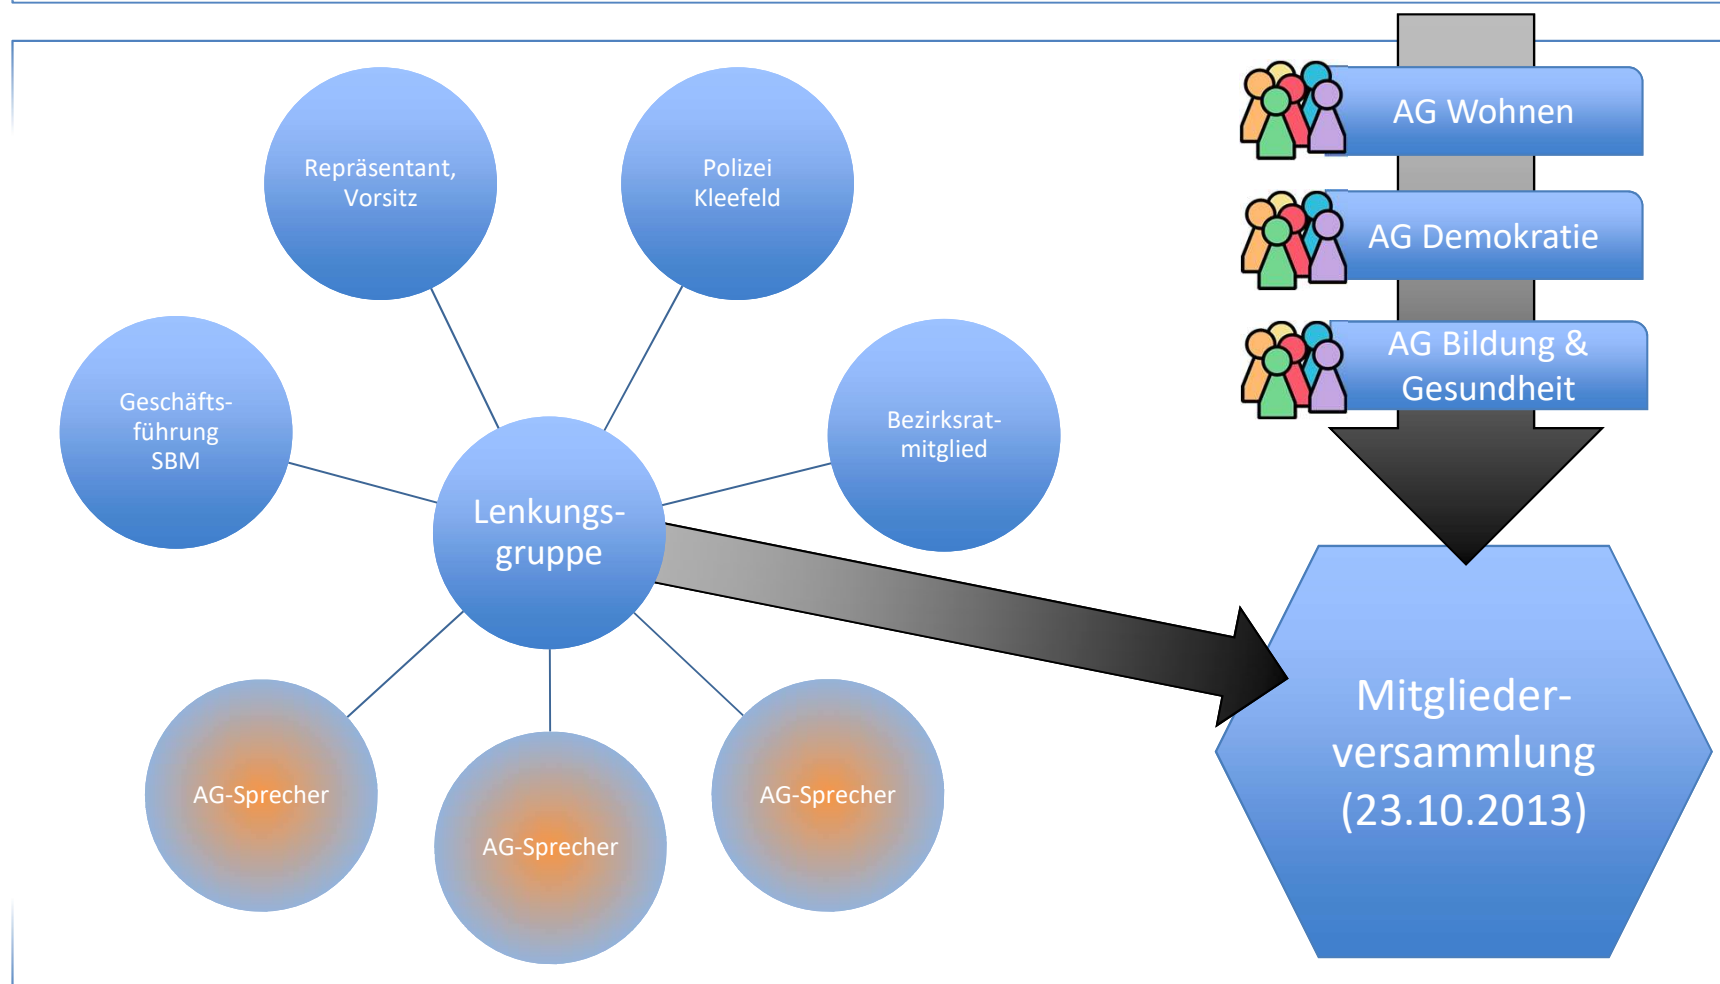 Repräsentant,
Vorsitz
Polizei
Kleefeld
Geschäfts-
führung
SBM
Bezirksrat-
mitglied
Lenkungs-
gruppe
AG-Sprecher
AG-Sprecher
AG-Sprecher
AG Wohnen
AG Demokratie
AG Bildung &
Gesundheit
Mitglieder-
versammlung
(23.10.2013)